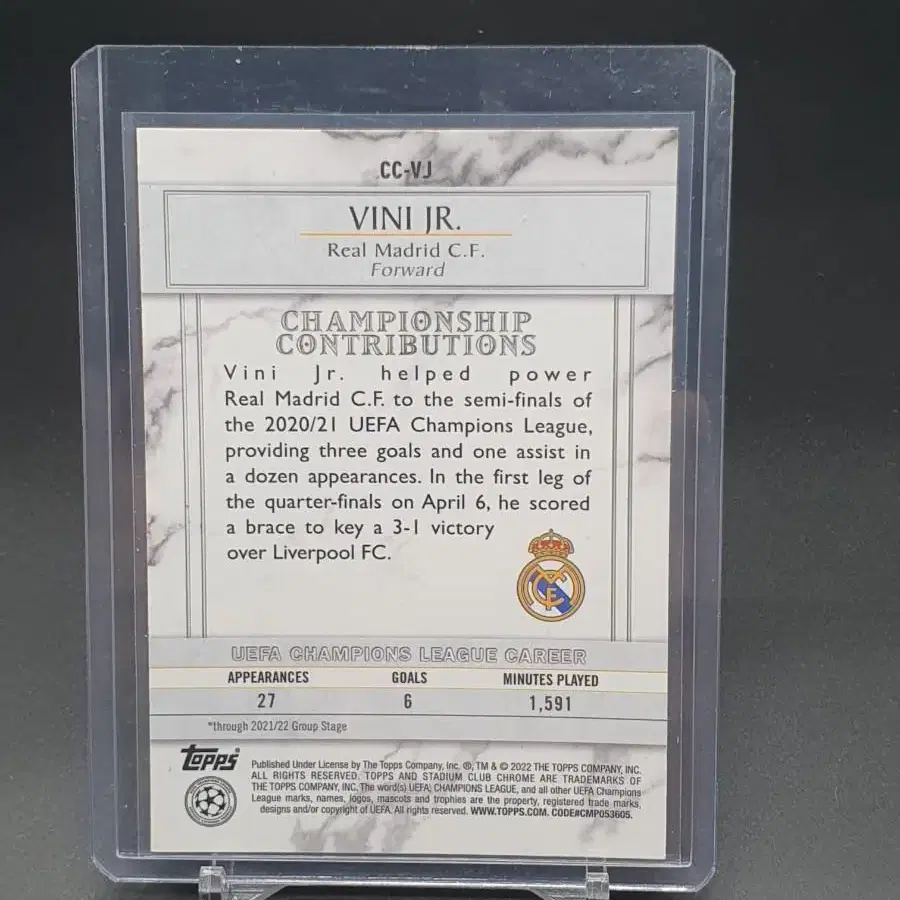 CC-VJ
VINI JR.
Real Madrid C.F.
Forward
CHAMPIONSHIP
CONTRIBUTIONS
Vini Jr. helped power
Real Madrid C.F. to the semi-finals of
the 2020/21 UEFA Champions League,
providing three goals and one assist in
a dozen appearances. In the first leg of
the quarter-finals on April 6, he scored
a brace to key a 3-1 victory
over Liverpool FC.
UEFA CHAMPIONS LEAGUE CAREER
APPEARANCES GOALS MINUTES PLAYED
27 6 1,591
*through 2021/22 Group Stage
topps
Published Under License by The Topps Company, Inc. ®, TM & © 2022 THE TOPPS COMPANY, INC.
ALL RIGHTS RESERVED. TOPPS AND STADIUM CLUB CHROME ARE TRADEMARKS OF
THE TOPPS COMPANY, INC. The word(s) UEFA, CHAMPIONS LEAGUE, and all other UEFA Champions
League marks, names, logos, mascots and trophies are the property, registered trade marks,
designs and/or copyright of UEFA. All rights reserved. WWW.TOPPS.COM. CODE#CMP053605.